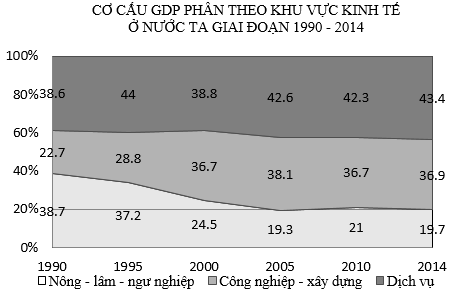 CƠ CẤU GDP PHÂN THEO KHU VỰC KINH TẾ
Ở NƯỚC TA GIAI ĐOẠN 1990 - 2014
100%
80% 38.6 44 38.8 42.6 42.3 43.4
60%
40% 22.7 28.8 36.7 38.1 36.7 36.9
20% 38.7 37.2 24.5 19.3 21 19.7
0%
1990 1995 2000 2005 2010 2014
Nông - lâm - ngư nghiệp Công nghiệp - xây dựng Dịch vụ